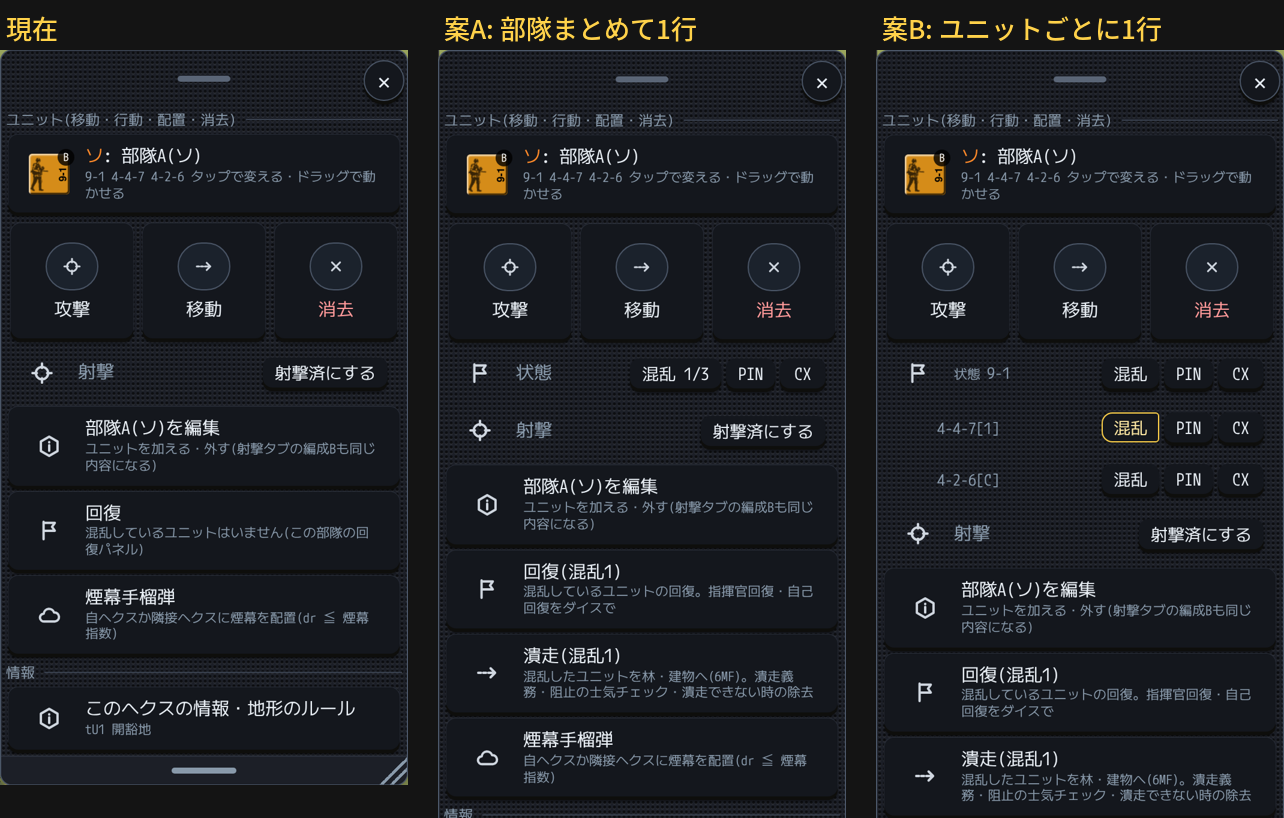 現在
ユニット(移動・行動・配置・消去)
B
9-1
ソ: 部隊A(ソ)
9-1 4-4-7 4-2-6 タップで変える・ドラッグで動
かせる
攻撃
移動
消去
射撃
射撃済にする
部隊A(ソ)を編集
ユニットを加える・外す(射撃タブの編成Bも同じ
内容になる)
回復
混乱しているユニットはいません(この部隊の回
復パネル)
煙幕手榴弾
自ヘクスか隣接ヘクスに煙幕を配置(dr ≦ 煙幕
指数)
情報
このヘクスの情報・地形のルール
tU1 開豁地
案A: 部隊まとめて1行
ユニット(移動・行動・配置・消去)
B
9-1
ソ: 部隊A(ソ)
9-1 4-4-7 4-2-6 タップで変える・ドラッグで動
かせる
攻撃
移動
消去
状態
混乱 1/3
PIN
CX
射撃
射撃済にする
部隊A(ソ)を編集
ユニットを加える・外す(射撃タブの編成Bも同じ
内容になる)
回復(混乱1)
混乱しているユニットの回復。指揮官回復・自己
回復をダイスで
潰走(混乱1)
混乱したユニットを林・建物へ(6MF)。潰走義
務・阻止の士気チェック・潰走できない時の除去
煙幕手榴弾
自ヘクスか隣接ヘクスに煙幕を配置(dr ≦ 煙幕
指数)
情報
案B: ユニットごとに1行
ユニット(移動・行動・配置・消去)
B
9-1
ソ: 部隊A(ソ)
9-1 4-4-7 4-2-6 タップで変える・ドラッグで動
かせる
攻撃
移動
消去
状態 9-1
混乱
PIN
CX
4-4-7[1]
混乱
PIN
CX
4-2-6[C]
混乱
PIN
CX
射撃
射撃済にする
部隊A(ソ)を編集
ユニットを加える・外す(射撃タブの編成Bも同じ
内容になる)
回復(混乱1)
混乱しているユニットの回復。指揮官回復・自己
回復をダイスで
潰走(混乱1)
混乱したユニットを林・建物へ(6MF)。潰走義
務・阻止の士気チェック・潰走できない時の除去